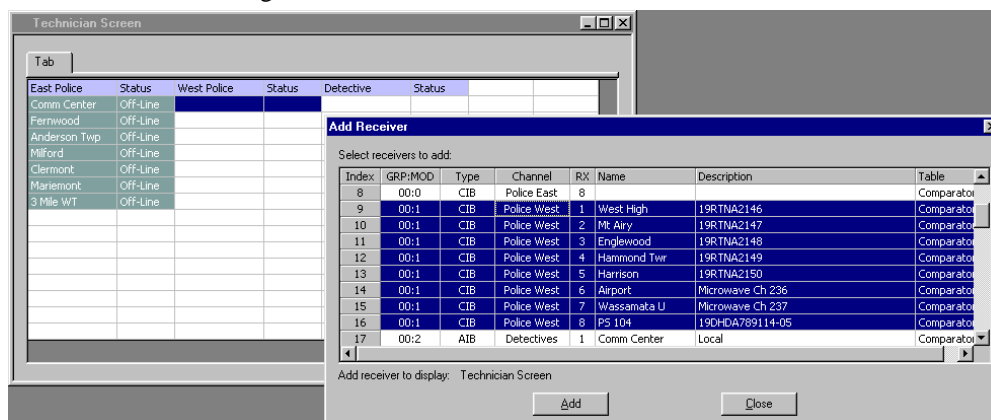 Technician Screen
Tab
East Police Status West Police Status Detective Status
Comm Center Off-Line
Fernwood Off-Line
Anderson Twp Off-Line
Milford Off-Line
Clermont Off-Line
Mariemont Off-Line
3 Mile WT Off-Line
Add Receiver
Select receivers to add:
Index GRP:MOD Type Channel RX Name Description Table
8 00:0 CIB Police East 8 Comparator
9 00:1 CIB Police West 1 West High 19RTNA2146 Comparator
10 00:1 CIB Police West 2 Mt Airy 19RTNA2147 Comparator
11 00:1 CIB Police West 3 Englewood 19RTNA2148 Comparator
12 00:1 CIB Police West 4 Hammond Twr 19RTNA2149 Comparator
13 00:1 CIB Police West 5 Harrison 19RTNA2150 Comparator
14 00:1 CIB Police West 6 Airport Microwave Ch 236 Comparator
15 00:1 CIB Police West 7 Wassamata U Microwave Ch 237 Comparator
16 00:1 CIB Police West 8 PS 104 19DHDA789114-05 Comparator
17 00:2 AIB Detectives 1 Comm Center Local Comparator
Add receiver to display: Technician Screen
Add Close